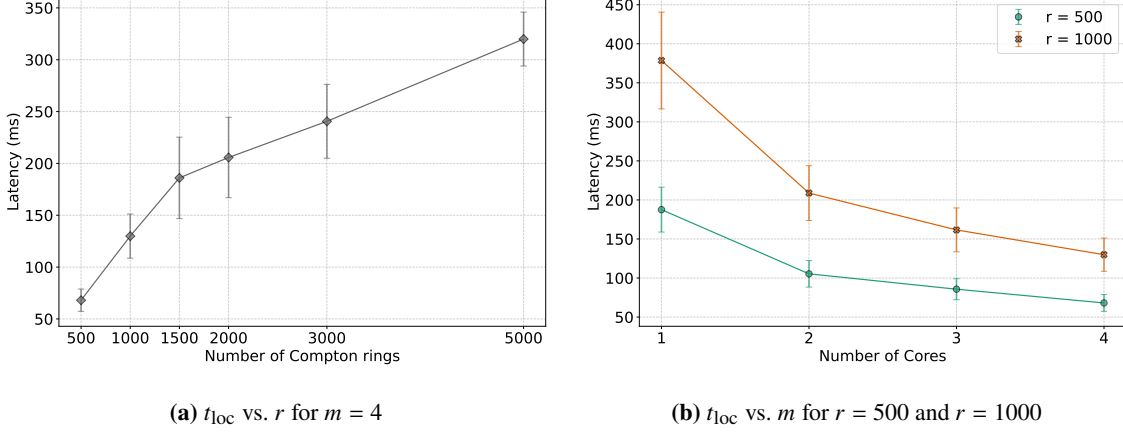 350
300
250
200
150
100
50
Latency (ms)
500 1000 1500 2000 3000 5000
Number of Compton rings
(a) t_loc vs. r for m = 4
450
400
350
300
250
200
150
100
50
Latency (ms)
r = 500
r = 1000
1 2 3 4
Number of Cores
(b) t_loc vs. m for r = 500 and r = 1000